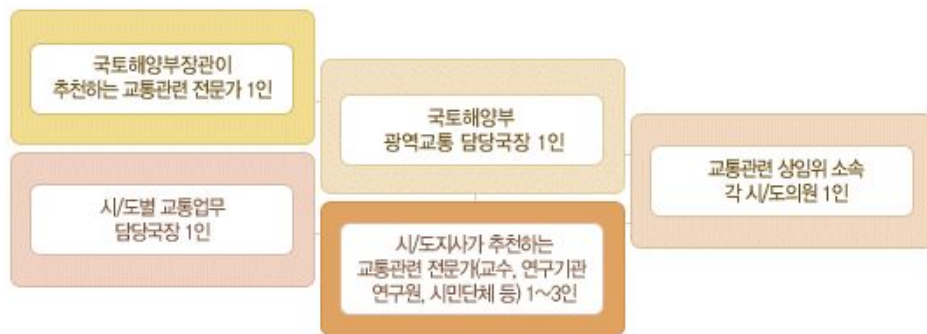 국토해양부장관이
추천하는 교통관련 전문가 1인
국토해양부
광역교통 담당국장 1인
교통관련 상임위 소속
각 시/도의원 1인
시/도별 교통업무
담당국장 1인
시/도지사가 추천하는
교통관련 전문가(교수, 연구기관
연구원, 시민단체 등) 1~3인